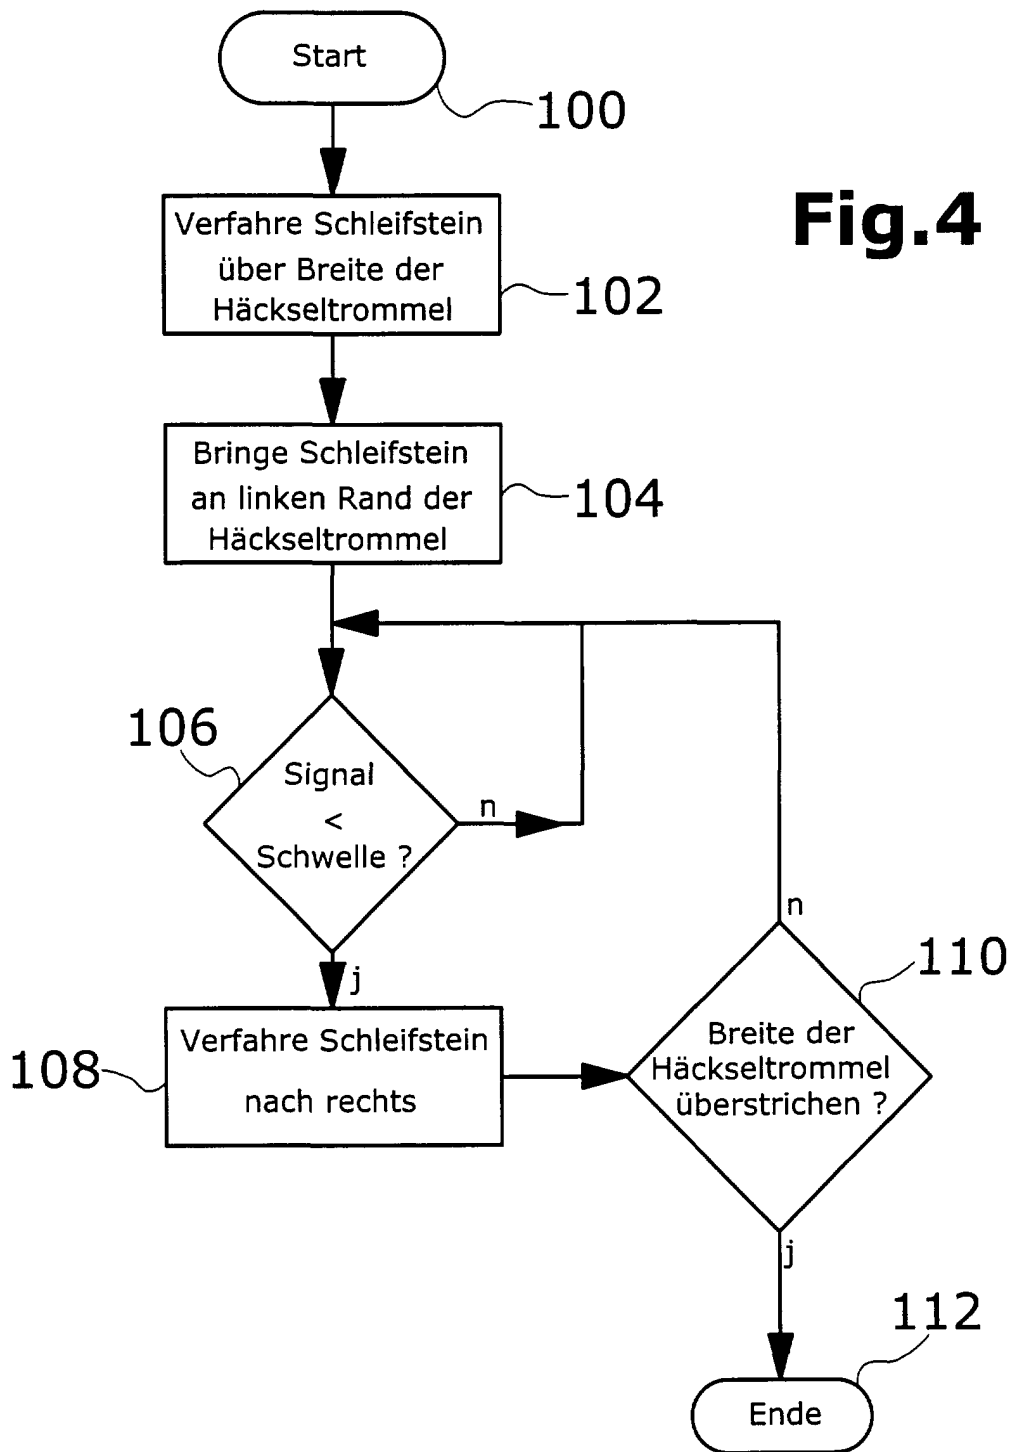 Start
100
Fig.4
Verfahre Schleifstein
über Breite der
Häckseltrommel
102
Bringe Schleifstein
an linken Rand der
Häckseltrommel
104
106
Signal
<
Schwelle ?
n
j
n
110
108
Verfahre Schleifstein
nach rechts
Breite der
Häckseltrommel
überstrichen ?
j
112
Ende